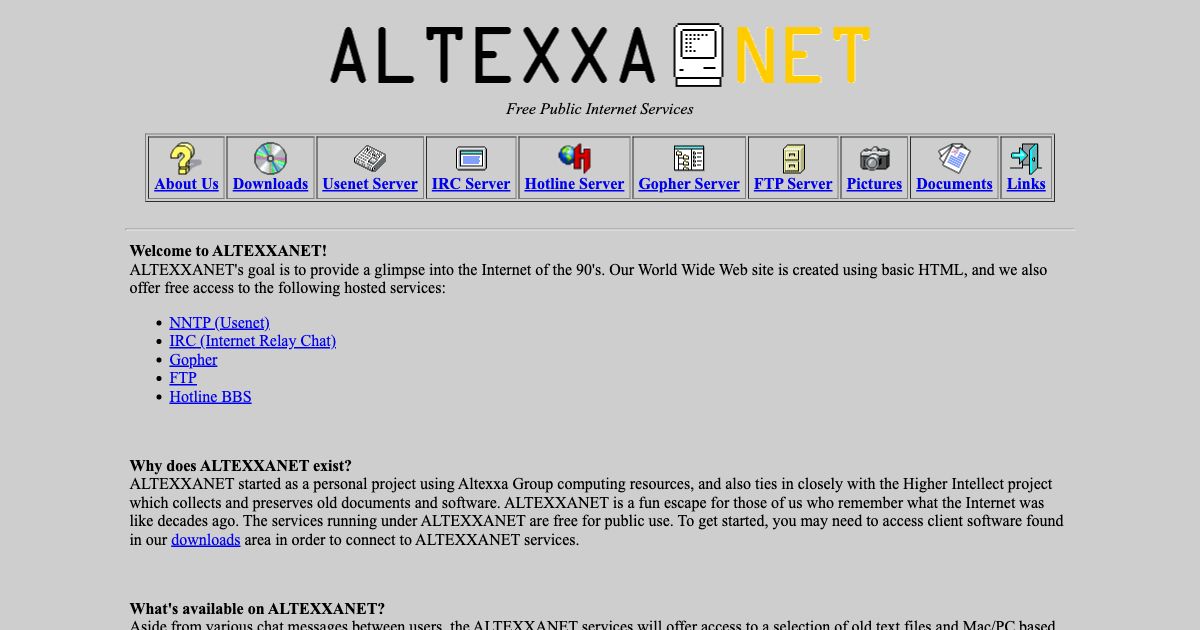 ALTEXXA NET
Free Public Internet Services
About Us Downloads Usenet Server IRC Server Hotline Server Gopher Server FTP Server Pictures Documents Links
Welcome to ALTEXXANET!
ALTEXXANET's goal is to provide a glimpse into the Internet of the 90's. Our World Wide Web site is created using basic HTML, and we also
offer free access to the following hosted services:
• NNTP (Usenet)
• IRC (Internet Relay Chat)
• Gopher
• FTP
• Hotline BBS
Why does ALTEXXANET exist?
ALTEXXANET started as a personal project using Altexxa Group computing resources, and also ties in closely with the Higher Intellect project
which collects and preserves old documents and software. ALTEXXANET is a fun escape for those of us who remember what the Internet was
like decades ago. The services running under ALTEXXANET are free for public use. To get started, you may need to access client software found
in our downloads area in order to connect to ALTEXXANET services.
What's available on ALTEXXANET?
Aside from various chat messages between users, the ALTEXXANET services will offer access to a selection of old text files and Mac/PC based